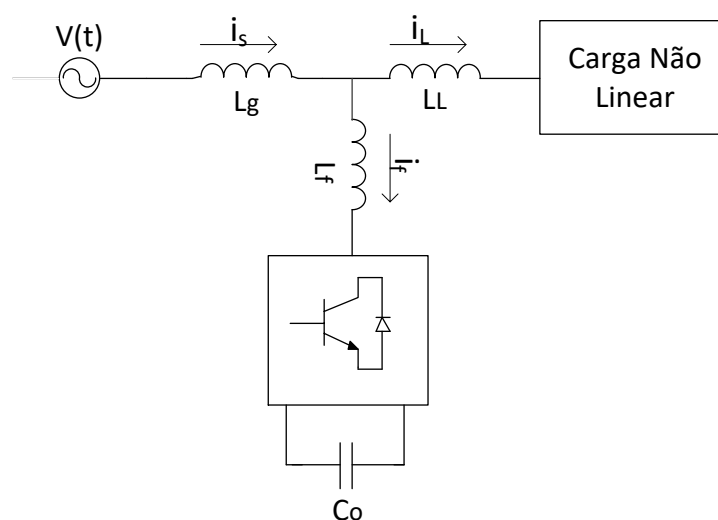 V(t)
is
iL
Carga Não
Linear
Lg
LL
Lf
if
Co